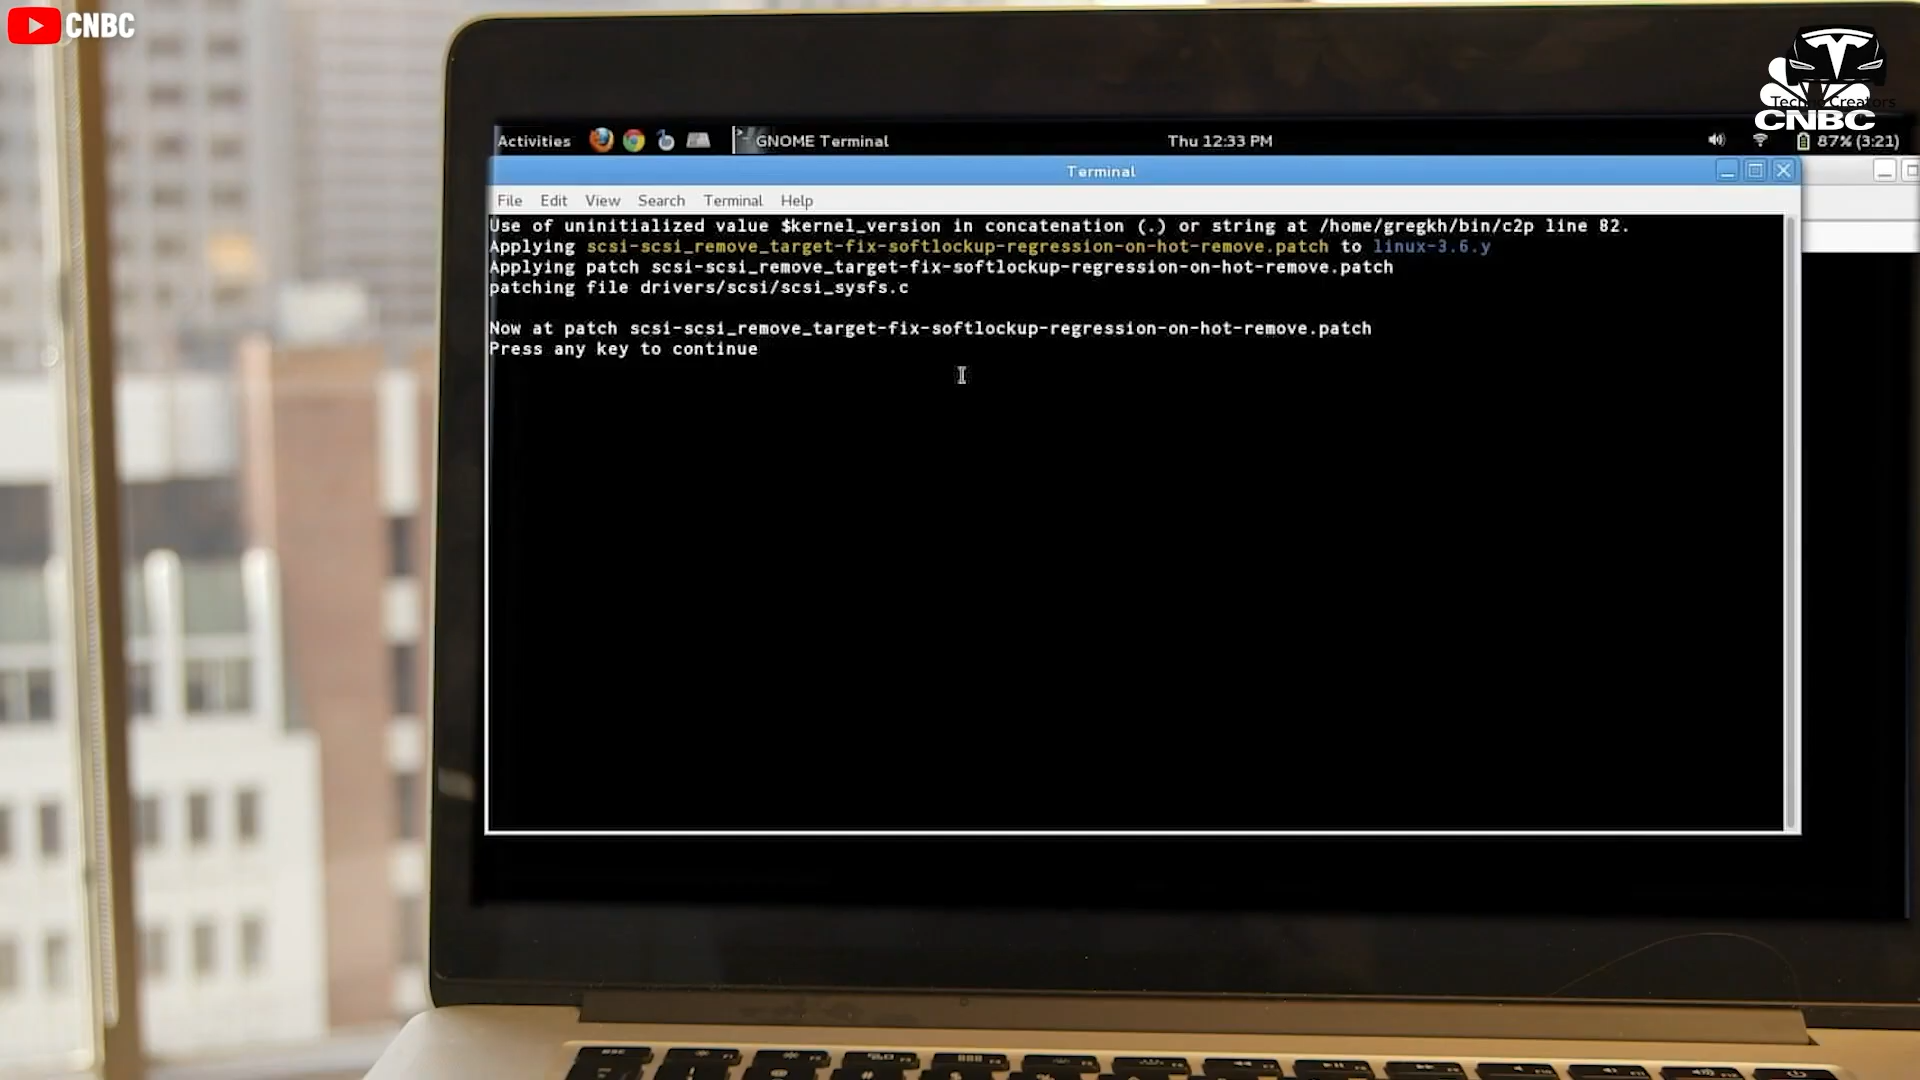 CNBC
Techno Creators
CNBC
Activities GNOME Terminal Thu 12:33 PM 87% (3:21)
Terminal
File Edit View Search Terminal Help
Use of uninitialized value $kernel_version in concatenation (.) or string at /home/gregkh/bin/c2p line 82.
Applying scsi-scsi_remove_target-fix-softlockup-regression-on-hot-remove.patch to linux-3.6.y
Applying patch scsi-scsi_remove_target-fix-softlockup-regression-on-hot-remove.patch
patching file drivers/scsi/scsi_sysfs.c
Now at patch scsi-scsi_remove_target-fix-softlockup-regression-on-hot-remove.patch
Press any key to continue